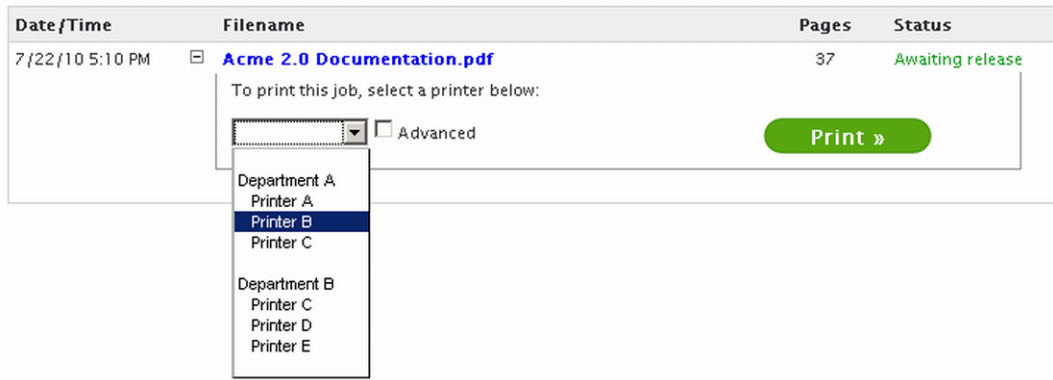 Date/Time Filename Pages Status
7/22/10 5:10 PM Acme 2.0 Documentation.pdf 37 Awaiting release
To print this job, select a printer below:
Advanced Print »
Department A
Printer A
Printer B
Printer C
Department B
Printer C
Printer D
Printer E